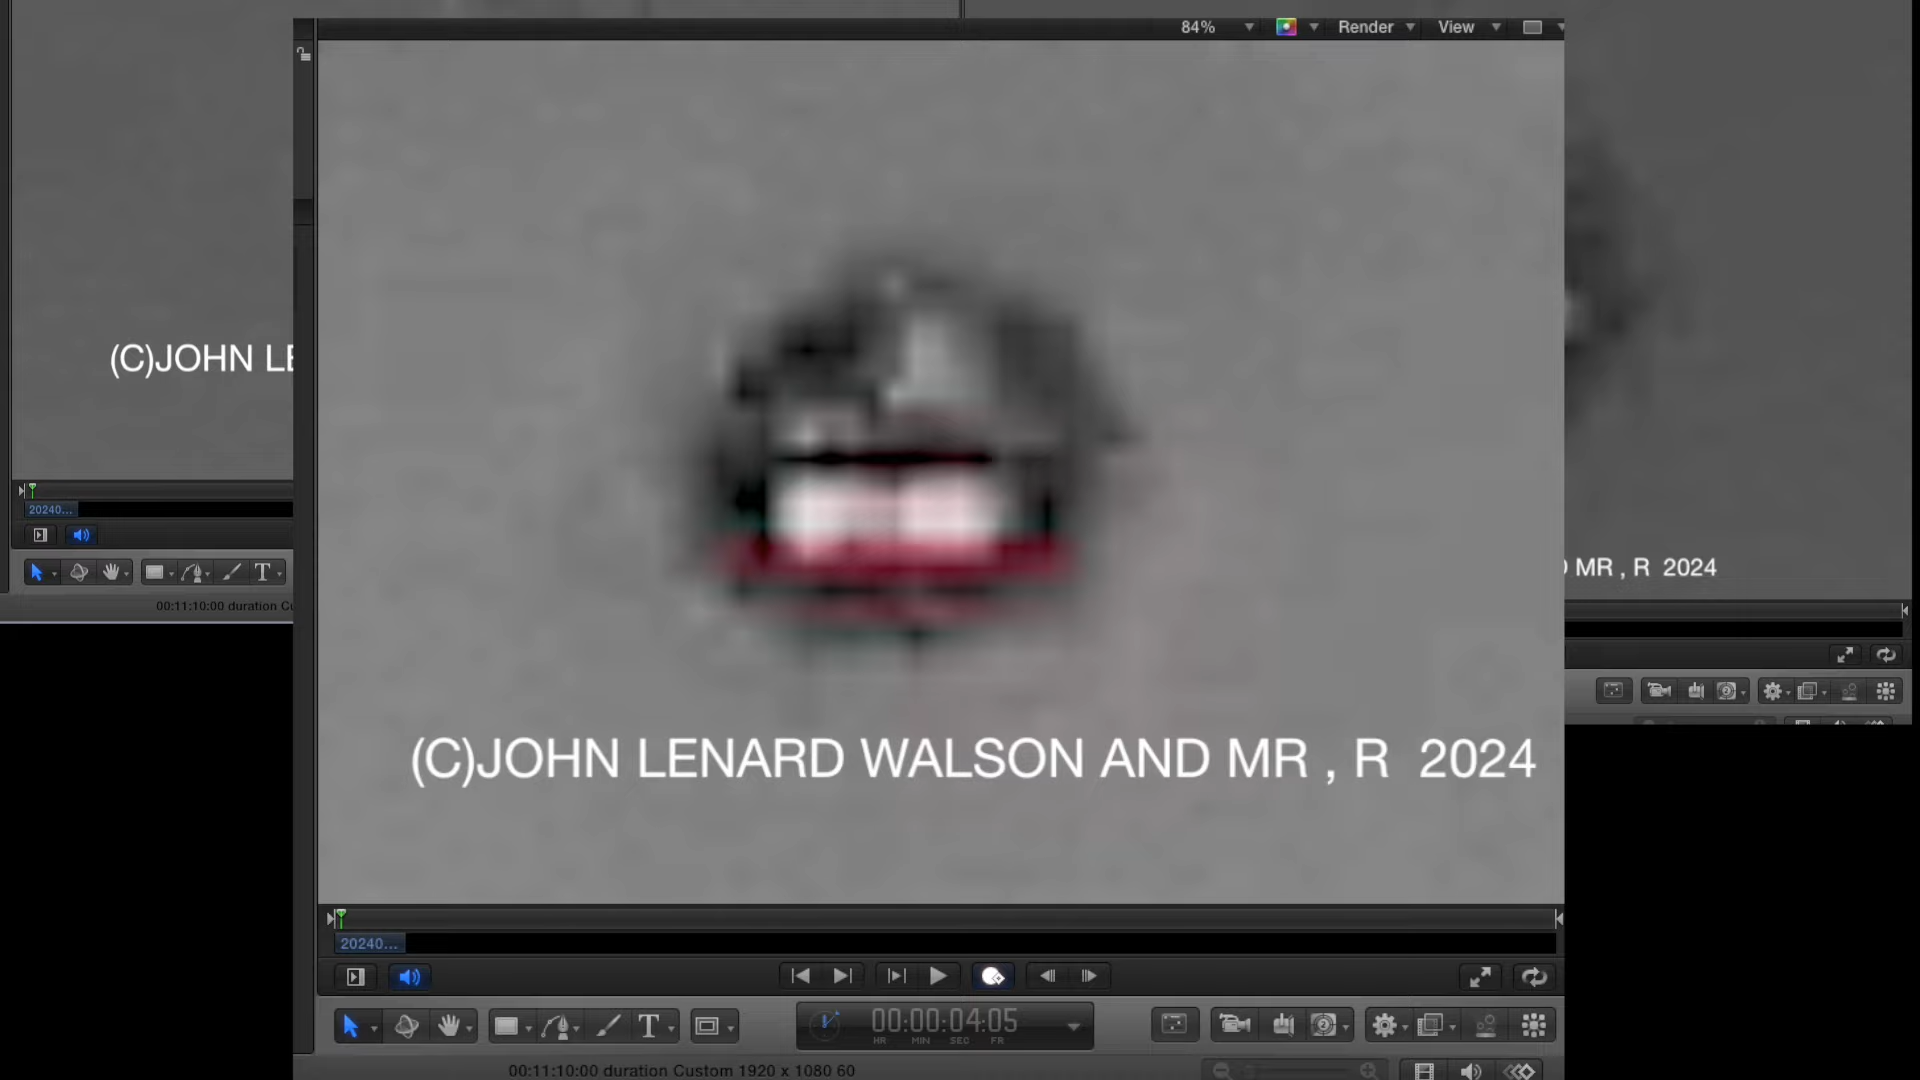 84% Render View
(C)JOHN LE
(C)JOHN LENARD WALSON AND MR , R 2024
MR , R 2024
20240...
00:11:10:00 duration
20240...
T
T
00:00:04:05
HR MIN SEC FR
00:11:10:00 duration Custom 1920 x 1080 60